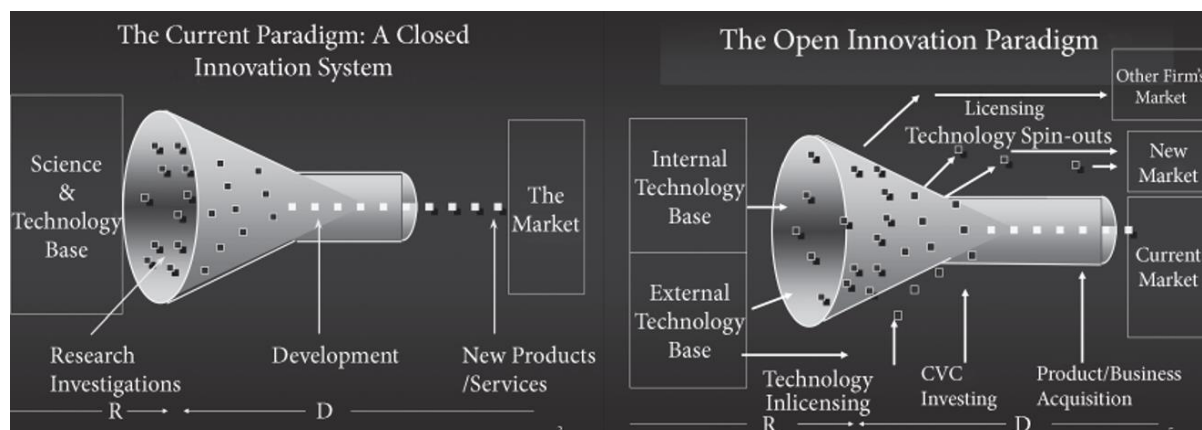 The Current Paradigm: A Closed
Innovation System
Science
&
Technology
Base
The
Market
Research
Investigations
Development
New Products
/Services
R
D
The Open Innovation Paradigm
Other Firm's
Market
Licensing
Technology Spin-outs
New
Market
Internal
Technology
Base
External
Technology
Base
Current
Market
Technology
Inlicensing
CVC
Investing
Product/Business
Acquisition
R
D